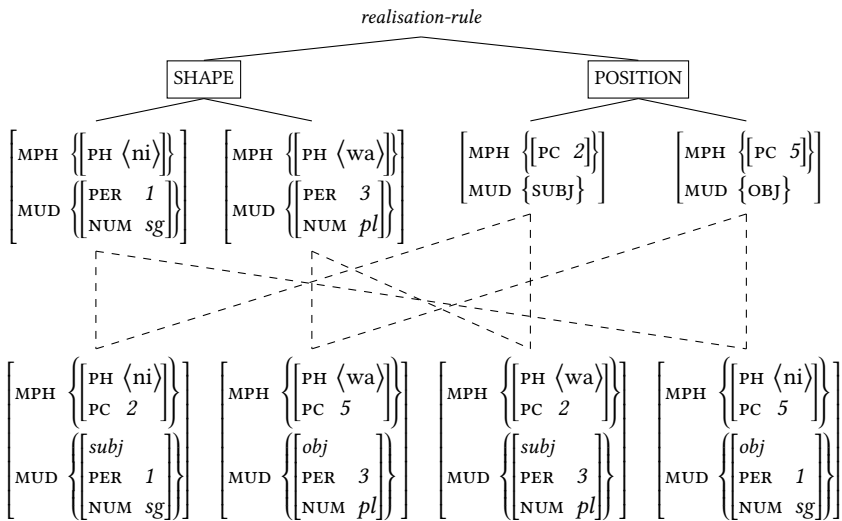 realisation-rule
SHAPE POSITION
[MPH {[PH ⟨ni⟩]}] [MPH {[PH ⟨wa⟩]}] [MPH {[PC 2]}] [MPH {[PC 5]}]
[MUD {[PER 1]}] [MUD {[PER 3]}] [MUD {SUBJ}] [MUD {OBJ}]
[NUM sg] [NUM pl]
[MPH {[PH ⟨ni⟩]}] [MPH {[PH ⟨wa⟩]}] [MPH {[PH ⟨wa⟩]}] [MPH {[PH ⟨ni⟩]}]
[PC 2] [PC 5] [PC 2] [PC 5]
[subj] [obj] [subj] [obj]
[MUD {[PER 1]}] [MUD {[PER 3]}] [MUD {[PER 3]}] [MUD {[PER 1]}]
[NUM sg] [NUM pl] [NUM pl] [NUM sg]